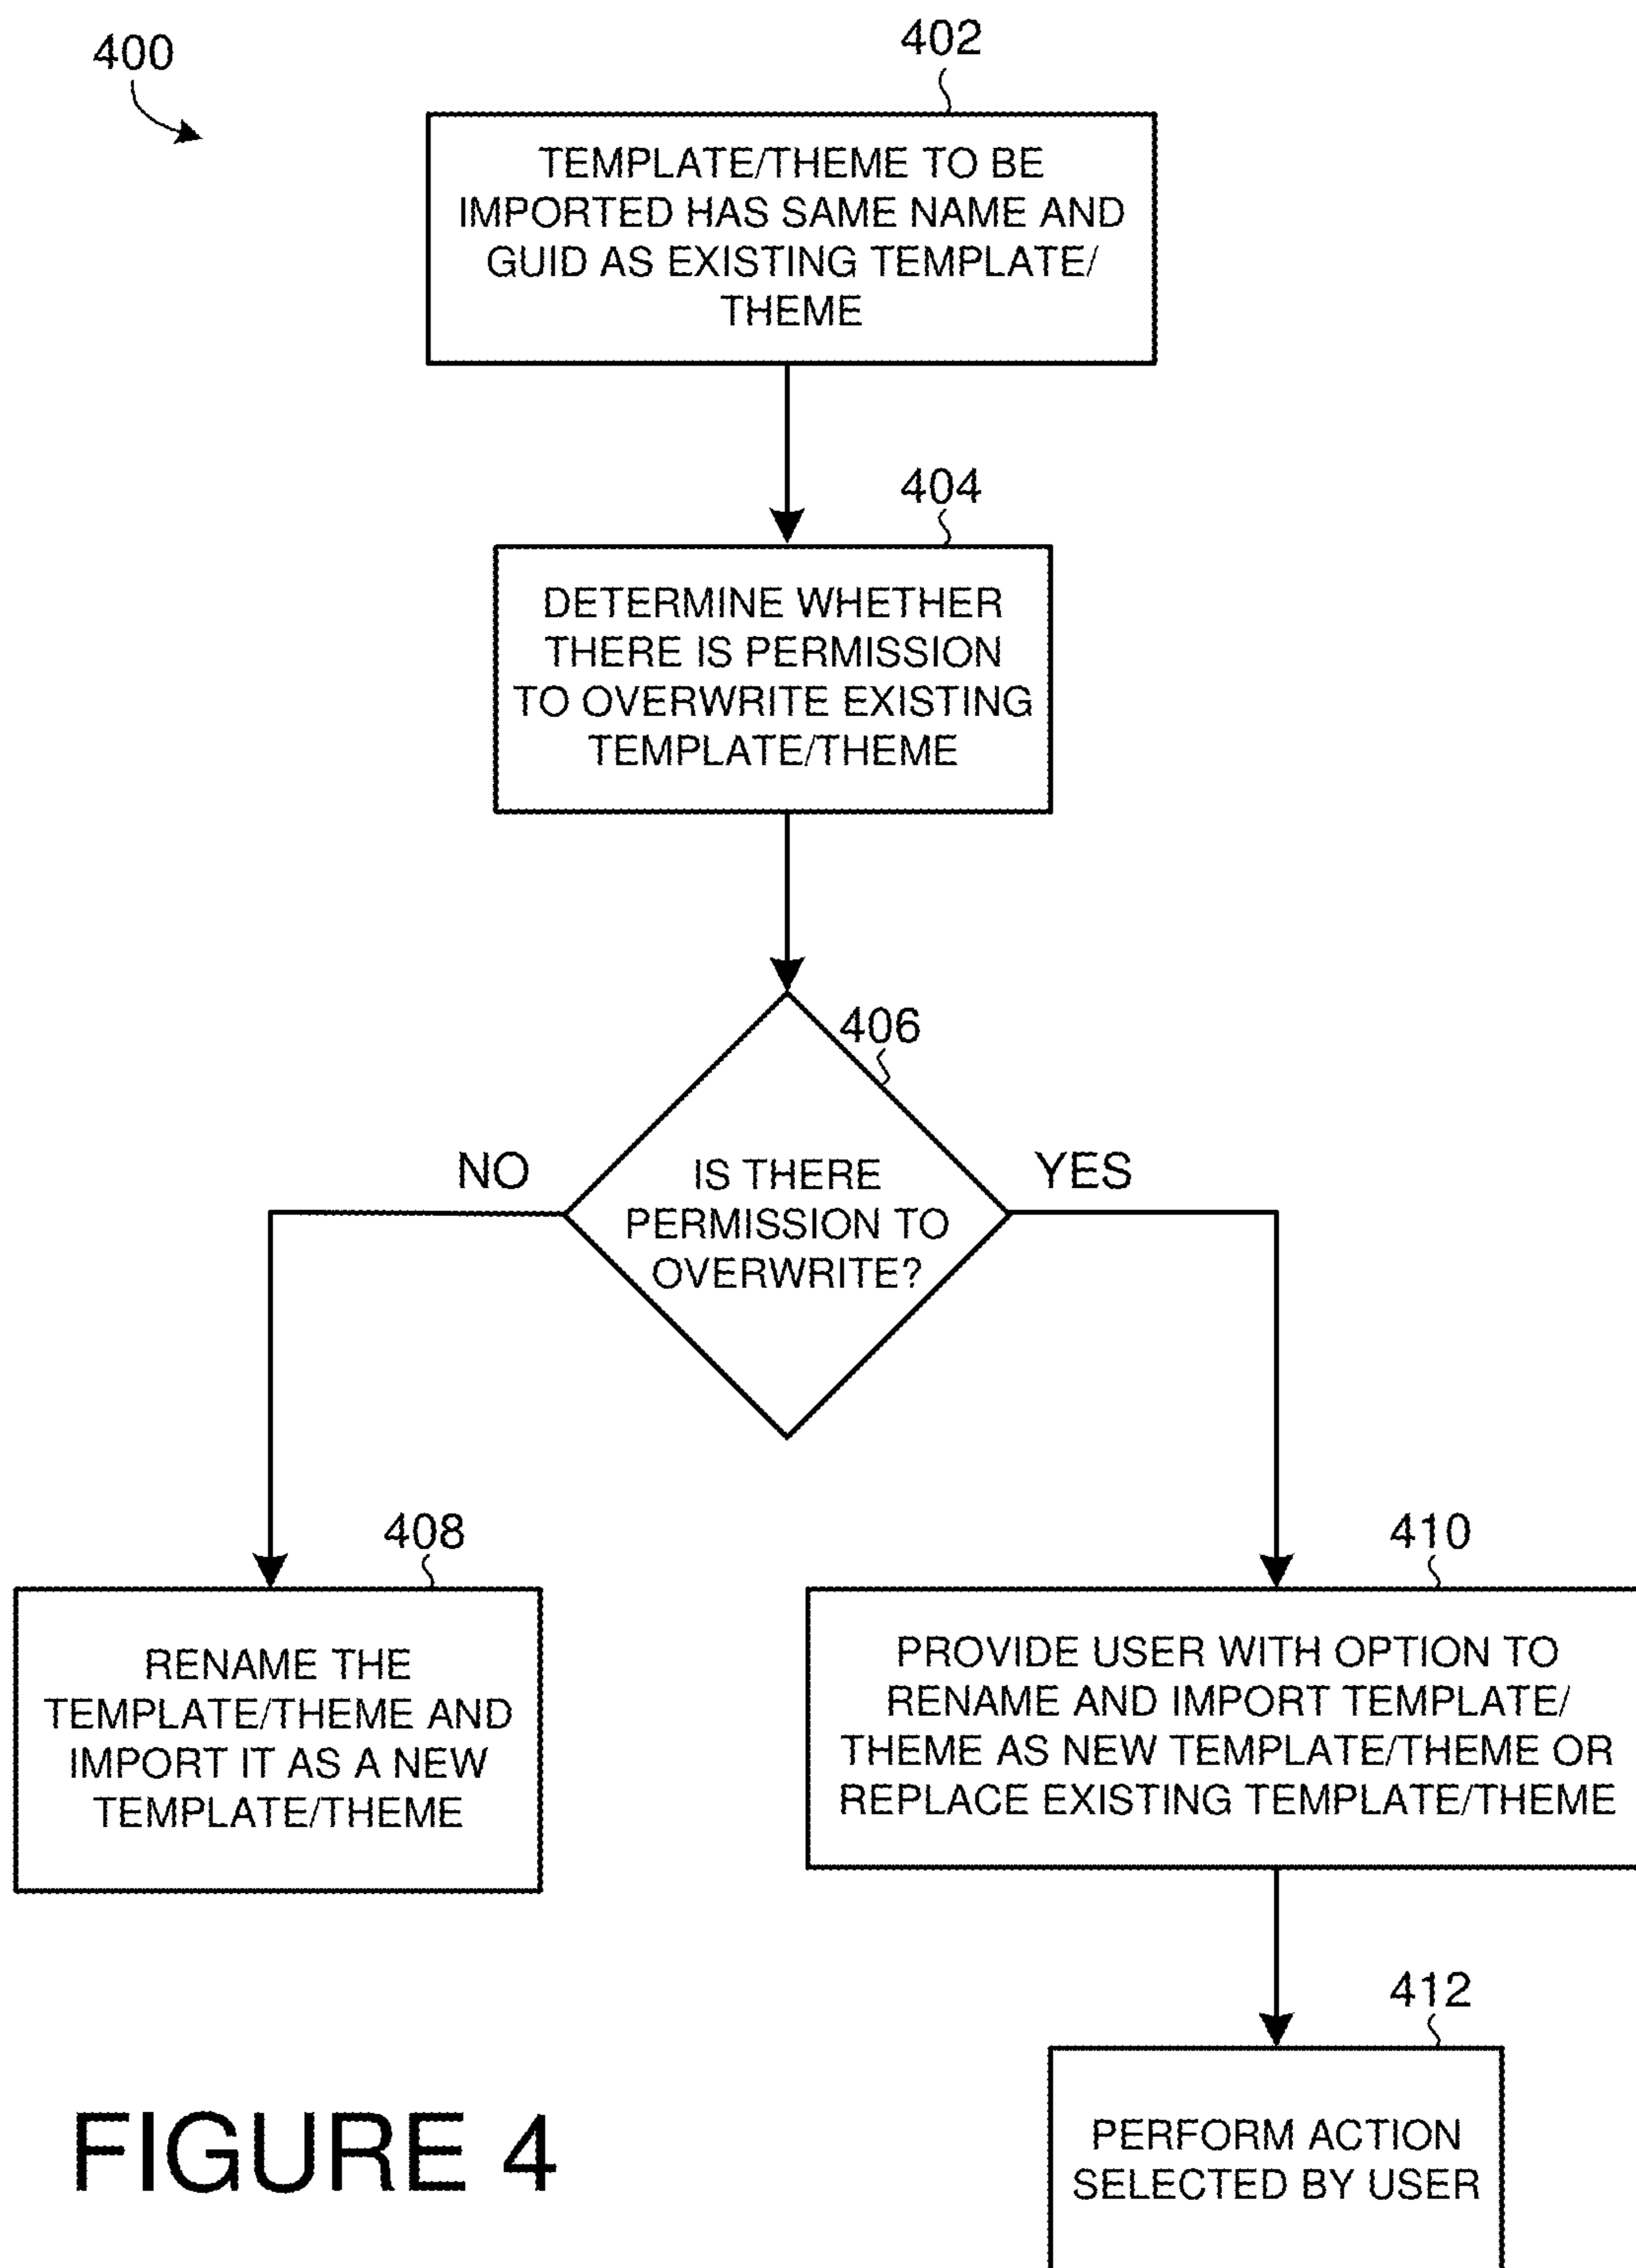 400
402
TEMPLATE/THEME TO BE
IMPORTED HAS SAME NAME AND
GUID AS EXISTING TEMPLATE/
THEME
404
DETERMINE WHETHER
THERE IS PERMISSION
TO OVERWRITE EXISTING
TEMPLATE/THEME
406
IS THERE
PERMISSION TO
OVERWRITE?
NO
YES
408
RENAME THE
TEMPLATE/THEME AND
IMPORT IT AS A NEW
TEMPLATE/THEME
410
PROVIDE USER WITH OPTION TO
RENAME AND IMPORT TEMPLATE/
THEME AS NEW TEMPLATE/THEME OR
REPLACE EXISTING TEMPLATE/THEME
412
PERFORM ACTION
SELECTED BY USER
FIGURE 4